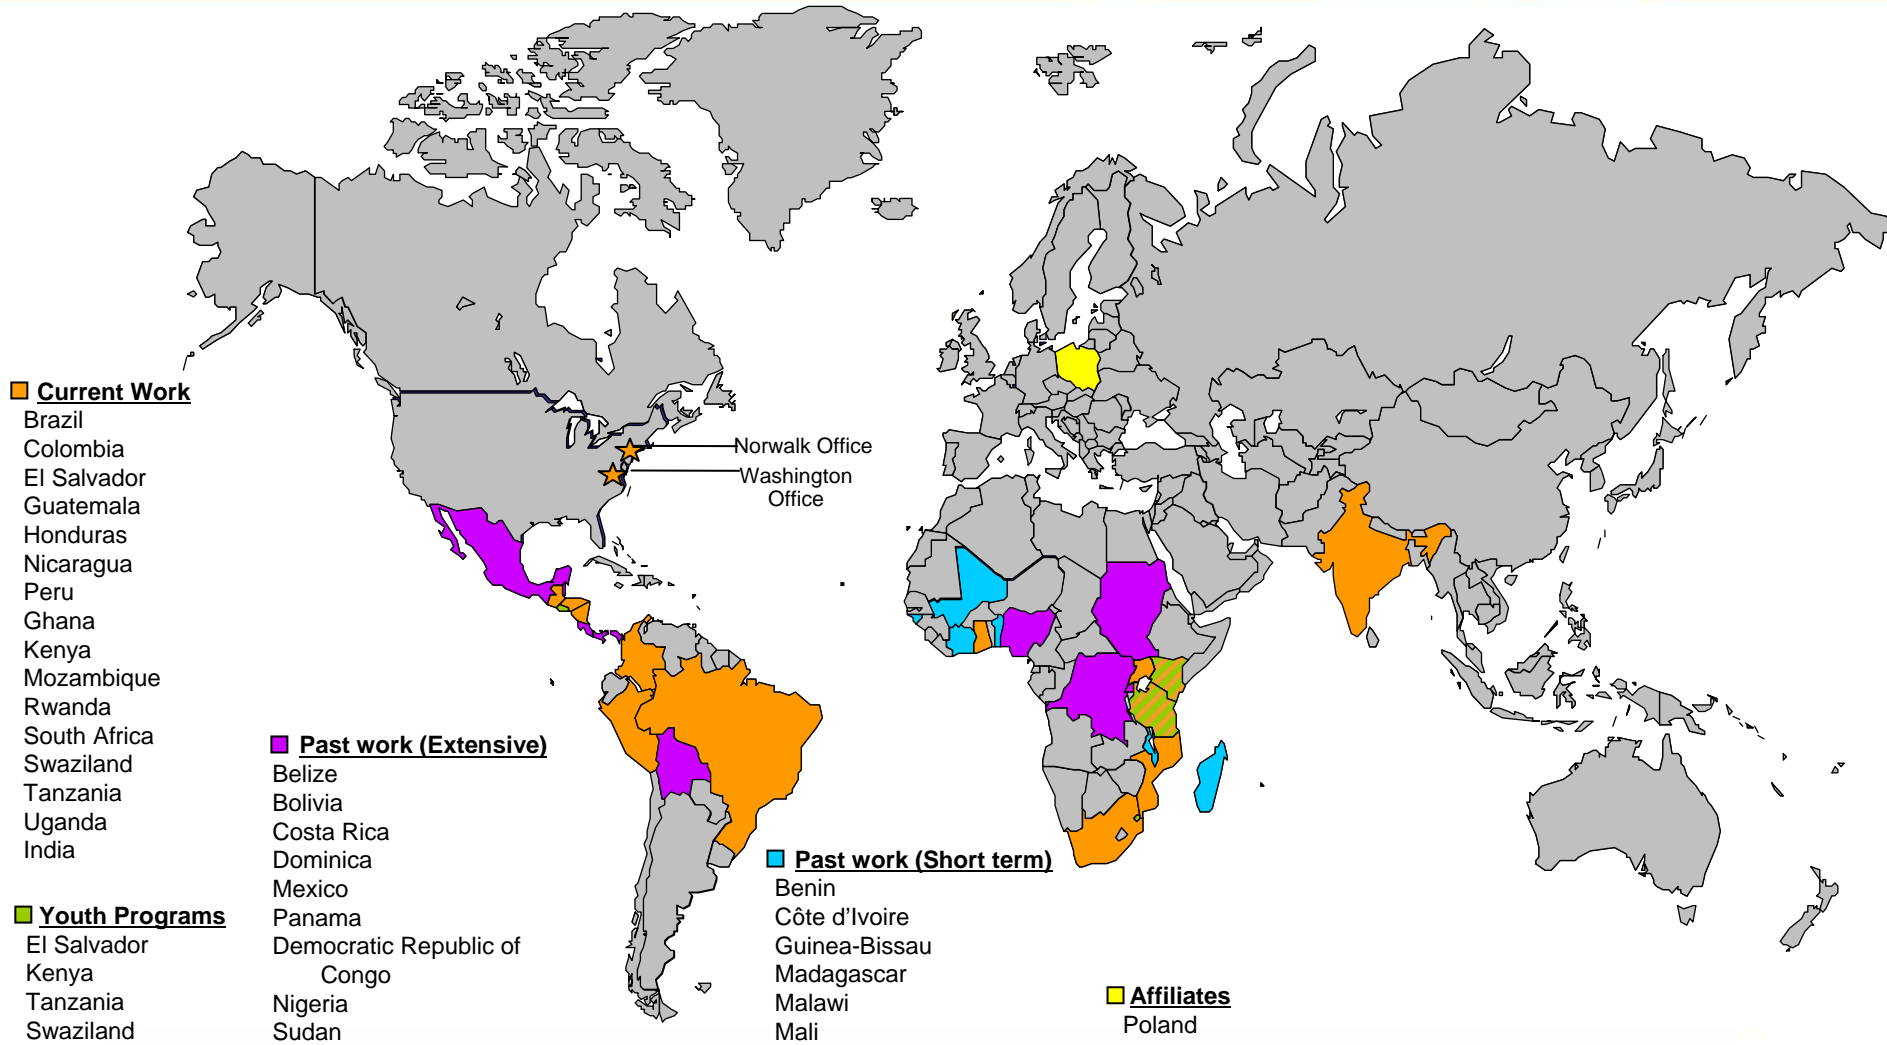 Norwalk Office
Washington
Office
Current Work
Brazil
Colombia
El Salvador
Guatemala
Honduras
Nicaragua
Peru
Ghana
Kenya
Mozambique
Rwanda
South Africa
Swaziland
Tanzania
Uganda
India
Youth Programs
El Salvador
Kenya
Tanzania
Swaziland
Past work (Extensive)
Belize
Bolivia
Costa Rica
Dominica
Mexico
Panama
Democratic Republic of
Congo
Nigeria
Sudan
Past work (Short term)
Benin
Côte d’Ivoire
Guinea-Bissau
Madagascar
Malawi
Mali
Affiliates
Poland